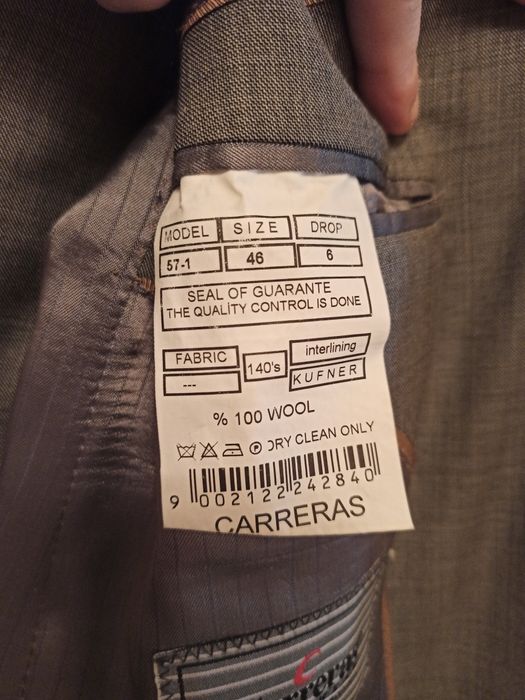 MODEL SIZE DROP
57-1 46 6
SEAL OF GUARANTE
THE QUALİTY CONTROL IS DONE
FABRIC 140's interlining
--- KUFNER
% 100 WOOL
P DRY CLEAN ONLY
9 002122 242840
CARRERAS